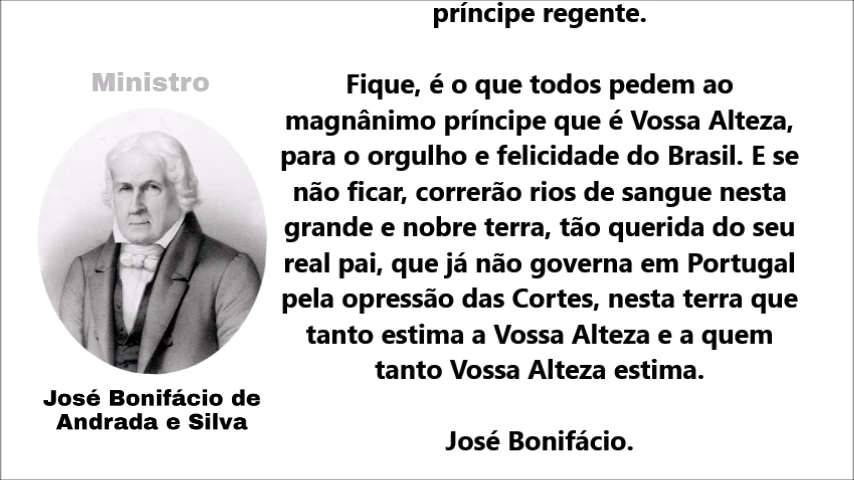 príncipe regente.
Ministro
Fique, é o que todos pedem ao
magnânimo príncipe que é Vossa Alteza,
para o orgulho e felicidade do Brasil. E se
não ficar, correrão rios de sangue nesta
grande e nobre terra, tão querida do seu
real pai, que já não governa em Portugal
pela opressão das Cortes, nesta terra que
tanto estima a Vossa Alteza e a quem
tanto Vossa Alteza estima.
José Bonifácio.
José Bonifácio de
Andrada e Silva